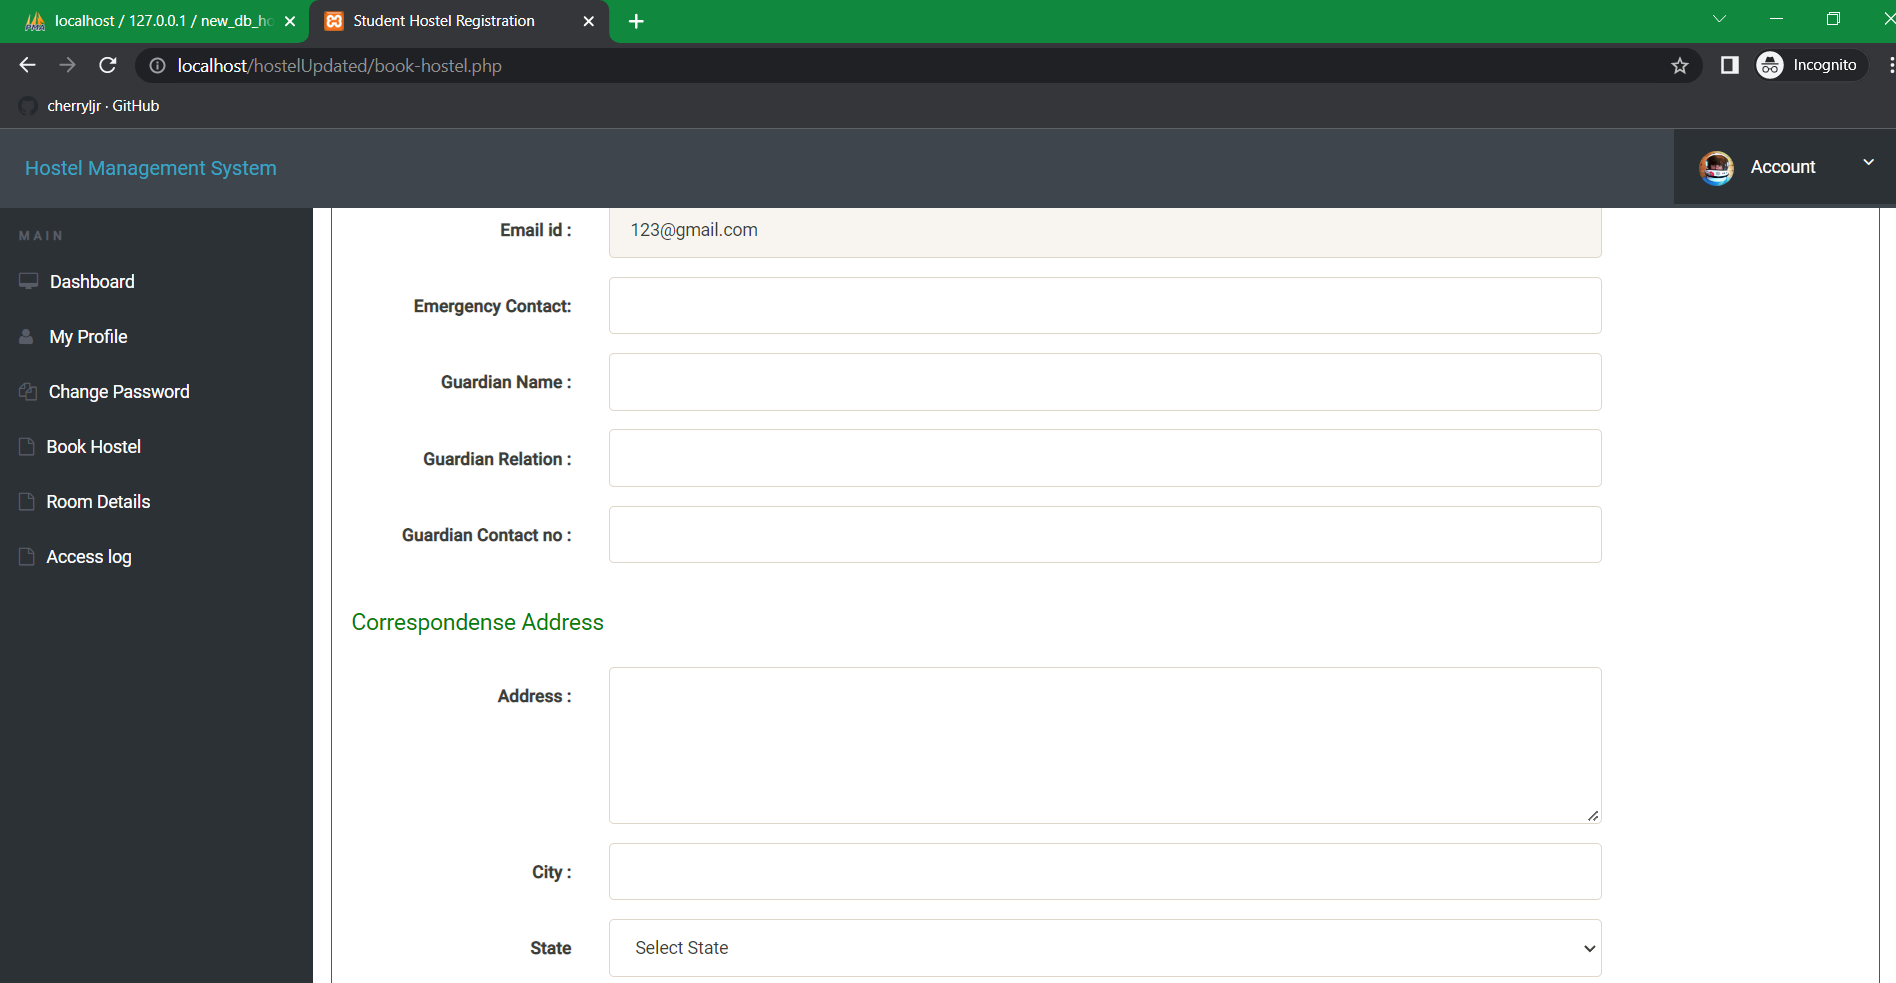 localhost / 127.0.0.1 / new_db_ho
Student Hostel Registration
localhost/hostelUpdated/book-hostel.php
Incognito
cherryljr · GitHub
Hostel Management System
Account
MAIN
Dashboard
My Profile
Change Password
Book Hostel
Room Details
Access log
Email id :
123@gmail.com
Emergency Contact:
Guardian Name :
Guardian Relation :
Guardian Contact no :
Correspondense Address
Address :
City :
State
Select State